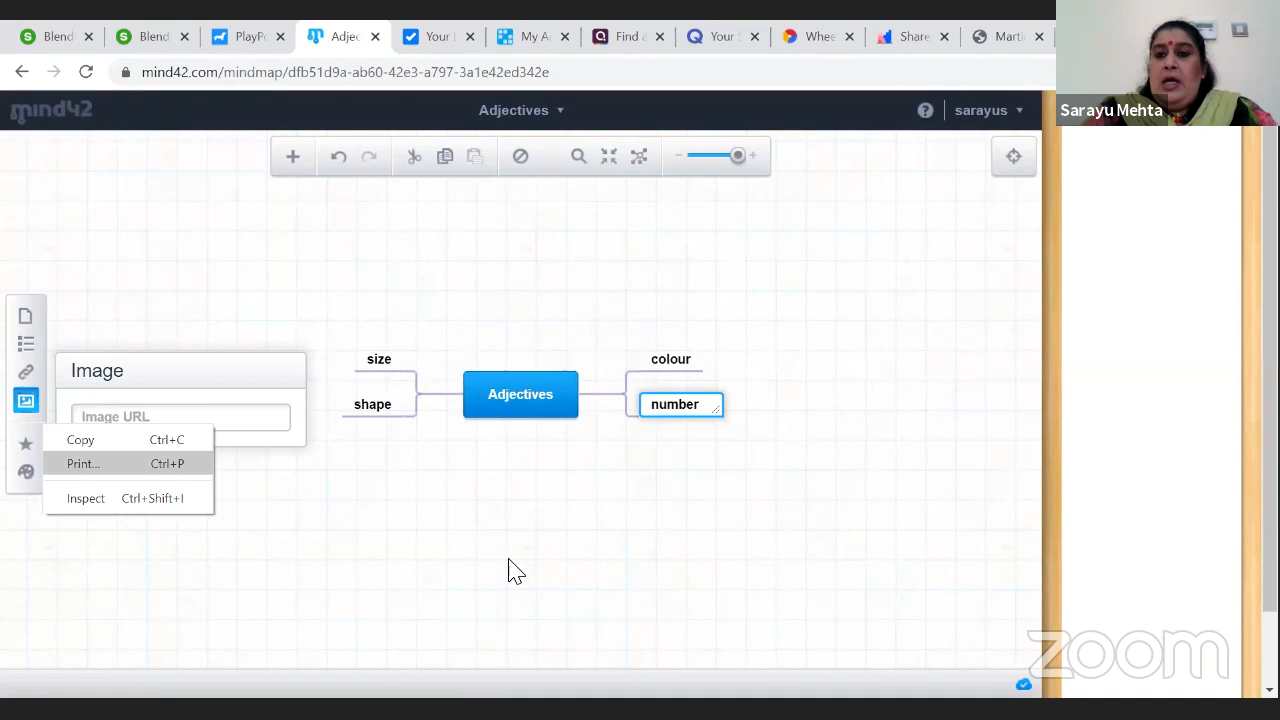 Blend
Blend
PlayPo
Adjec
Your L
My Ac
Find a
Your S
Whee
Share
Marti
mind42.com/mindmap/dfb51d9a-ab60-42e3-a797-3a1e42ed342e
Sarayu Mehta
mind42
Adjectives
sarayus
Image
Image URL
Copy Ctrl+C
Print... Ctrl+P
Inspect Ctrl+Shift+I
size
shape
Adjectives
colour
number
zoom